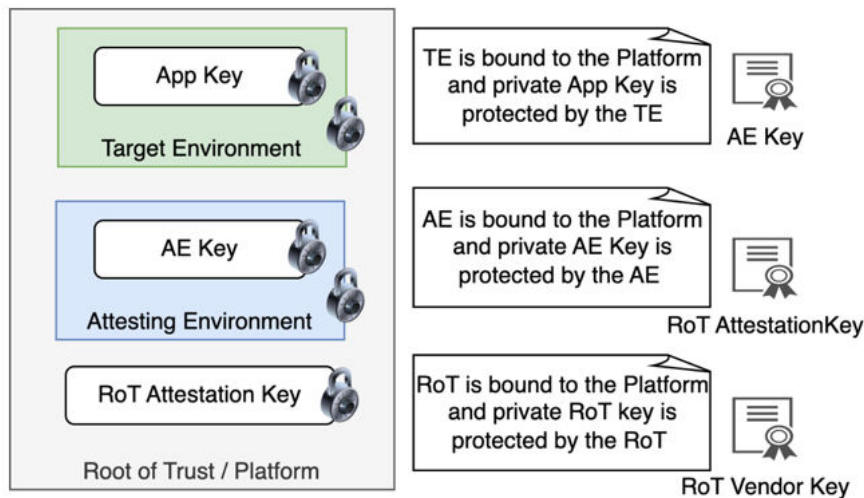 App Key
Target Environment
TE is bound to the Platform
and private App Key is
protected by the TE
AE Key
AE Key
Attesting Environment
AE is bound to the Platform
and private AE Key is
protected by the AE
RoT AttestationKey
RoT Attestation Key
Root of Trust / Platform
RoT is bound to the Platform
and private RoT key is
protected by the RoT
RoT Vendor Key